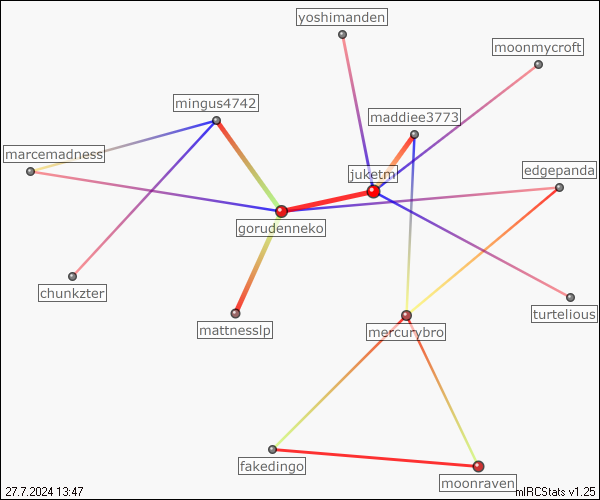 yoshimanden
moonmycroft
mingus4742
maddiee3773
marcemadness
juketm
edgepanda
gorudenneko
chunkzter
turtelious
mattnesslp
mercurybro
fakedingo
moonraven
27.7.2024 13:47
mIRCStats v1.25